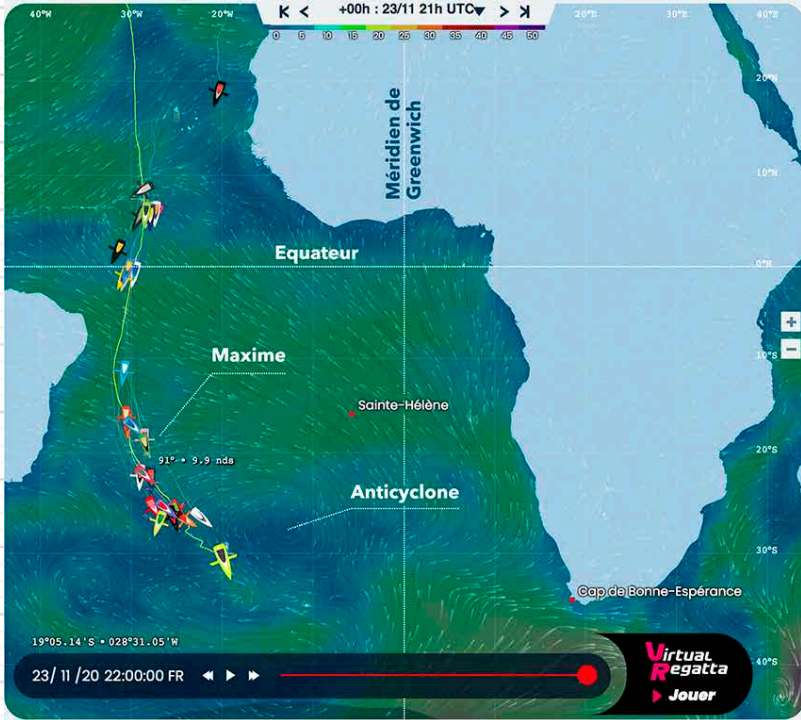 +00h : 23/11 21h UTC
0 5 10 15 20 25 30 35 40 45 50
40°W 30°W 20°W 20°E 30°E 40°E
20°N
Méridien de
Greenwich
10°N
Equateur
0°N
Maxime
10°S
Sainte-Hélène
20°S
91° • 9.9 nds
Anticyclone
30°S
Cap de Bonne-Espérance
19°05.14'S • 028°31.05'W
40°S
23/ 11 /20 22:00:00 FR
Virtual
Regatta
Jouer